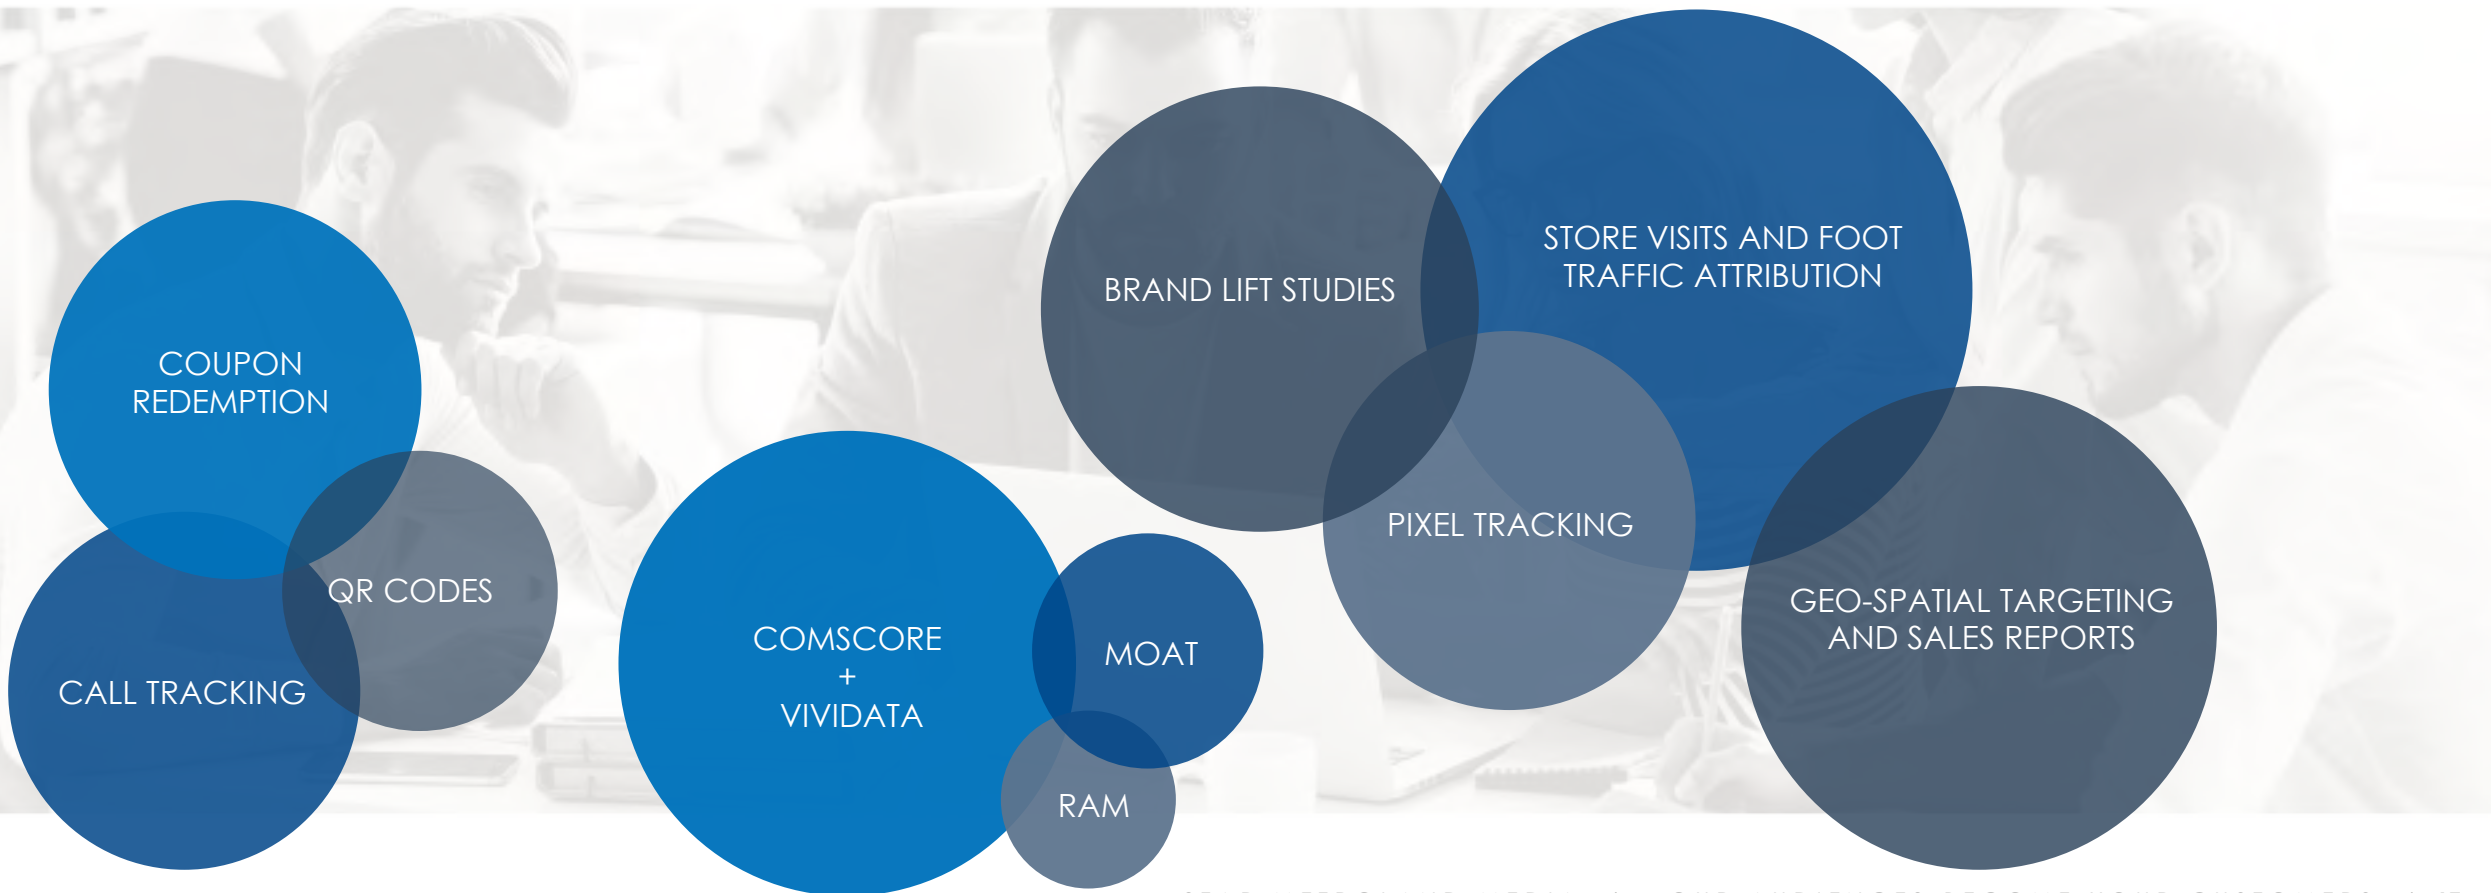 COUPON
REDEMPTION
QR CODES
CALL TRACKING
COMSCORE
+
VIVIDATA
MOAT
RAM
BRAND LIFT STUDIES
STORE VISITS AND FOOT
TRAFFIC ATTRIBUTION
PIXEL TRACKING
GEO-SPATIAL TARGETING
AND SALES REPORTS